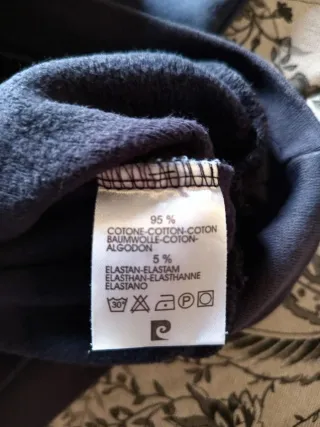 95 %
COTONE-COTTON-COTON
BAUMWOLLE-COTON-
ALGODON
5 %
ELASTAN-ELASTAM
ELASTHAN-ELASTHANNE
ELASTANO
30° P